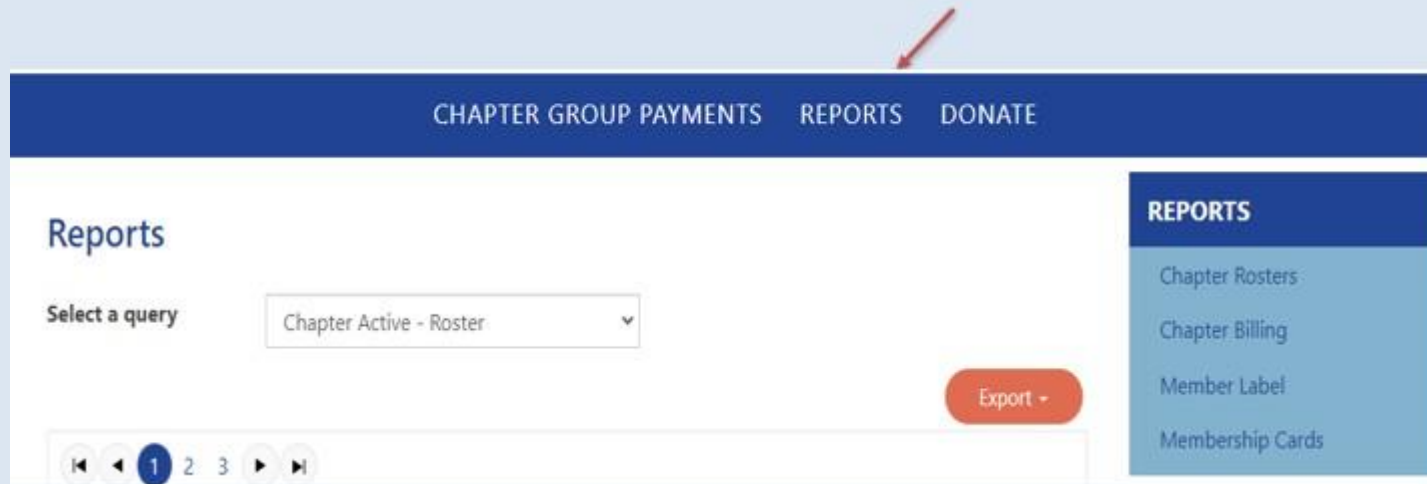 CHAPTER GROUP PAYMENTS REPORTS DONATE
Reports
Select a query
Chapter Active - Roster
Export
1 2 3
REPORTS
Chapter Rosters
Chapter Billing
Member Label
Membership Cards